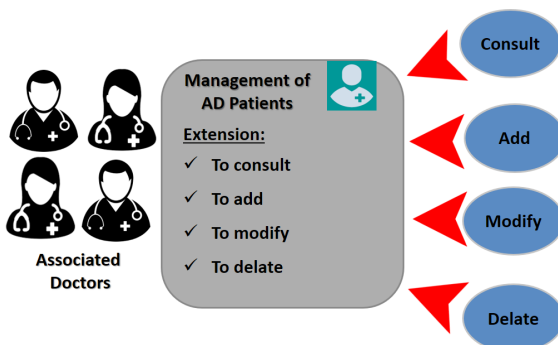 Management of
AD Patients
Extension:
✓ To consult
✓ To add
✓ To modify
✓ To delate
Associated
Doctors
Consult
Add
Modify
Delate